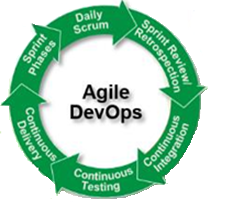 Daily
Scrum
Sprint Review/
Retrospection
Continuous
Integration
Continuous
Testing
Continuous
Delivery
Sprint
Phases
Agile
DevOps